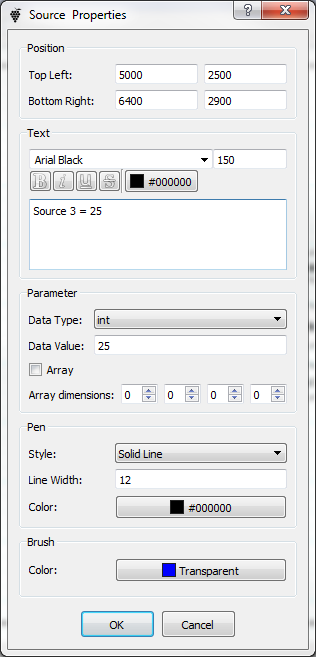 Source Properties
?
Position
Top Left: 5000 2500
Bottom Right: 6400 2900
Text
Arial Black 150
B i U S #000000
Source 3 = 25
Parameter
Data Type: int
Data Value: 25
Array
Array dimensions: 0 0 0 0
Pen
Style: Solid Line
Line Width: 12
Color: #000000
Brush
Color: Transparent
OK Cancel